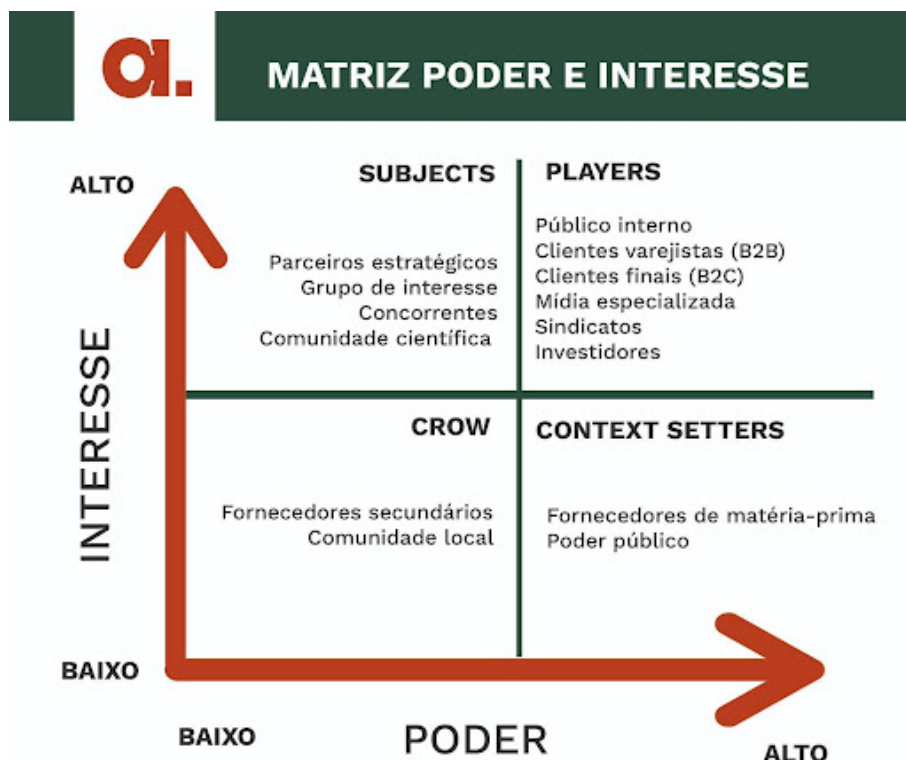 a.
MATRIZ PODER E INTERESSE
ALTO
SUBJECTS
Parceiros estratégicos
Grupo de interesse
Concorrentes
Comunidade científica
PLAYERS
Público interno
Clientes varejistas (B2B)
Clientes finais (B2C)
Mídia especializada
Sindicatos
Investidores
INTERESSE
CROW
Fornecedores secundários
Comunidade local
CONTEXT SETTERS
Fornecedores de matéria-prima
Poder público
BAIXO
BAIXO
PODER
ALTO